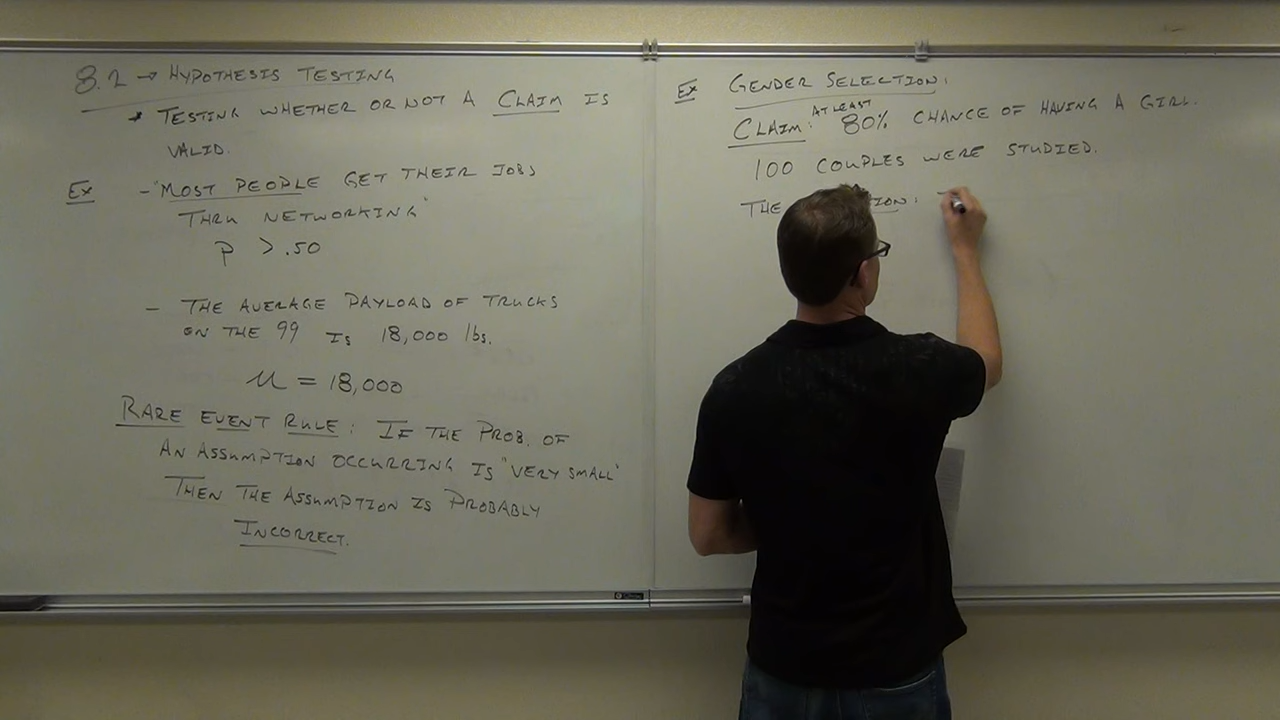 8.2 → HYPOTHESIS TESTING
* TESTING WHETHER OR NOT A CLAIM IS
VALID.
Ex - "MOST PEOPLE GET THEIR JOBS
THRU NETWORKING"
P > .50
- THE AVERAGE PAYLOAD OF TRUCKS
ON THE 99 IS 18,000 lbs.
μ = 18,000
RARE EVENT RULE: IF THE PROB. OF
AN ASSUMPTION OCCURRING IS "VERY SMALL"
THEN THE ASSUMPTION IS PROBABLY
INCORRECT.
Ex GENDER SELECTION:
AT LEAST
CLAIM: 80% CHANCE OF HAVING A GIRL.
100 COUPLES WERE STUDIED.
THE